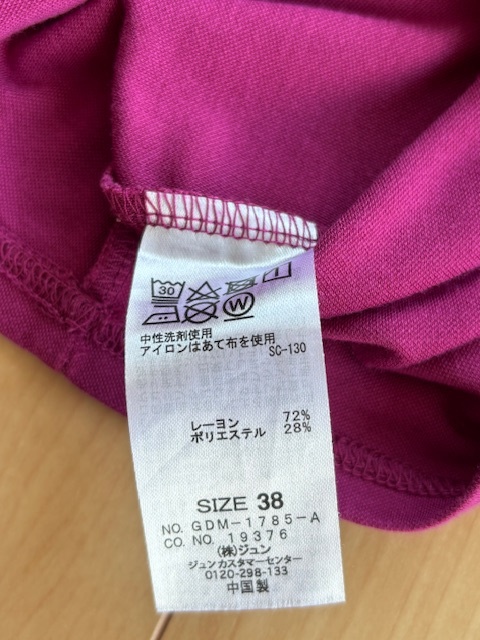 30
W
中性洗剤使用
アイロンはあて布を使用
SC-130
レーヨン 72%
ポリエステル 28%
SIZE 38
NO. GDM-1785-A
CO. NO. 19376
(株)ジュン
ジュンカスタマーセンター
0120-298-133
中国製